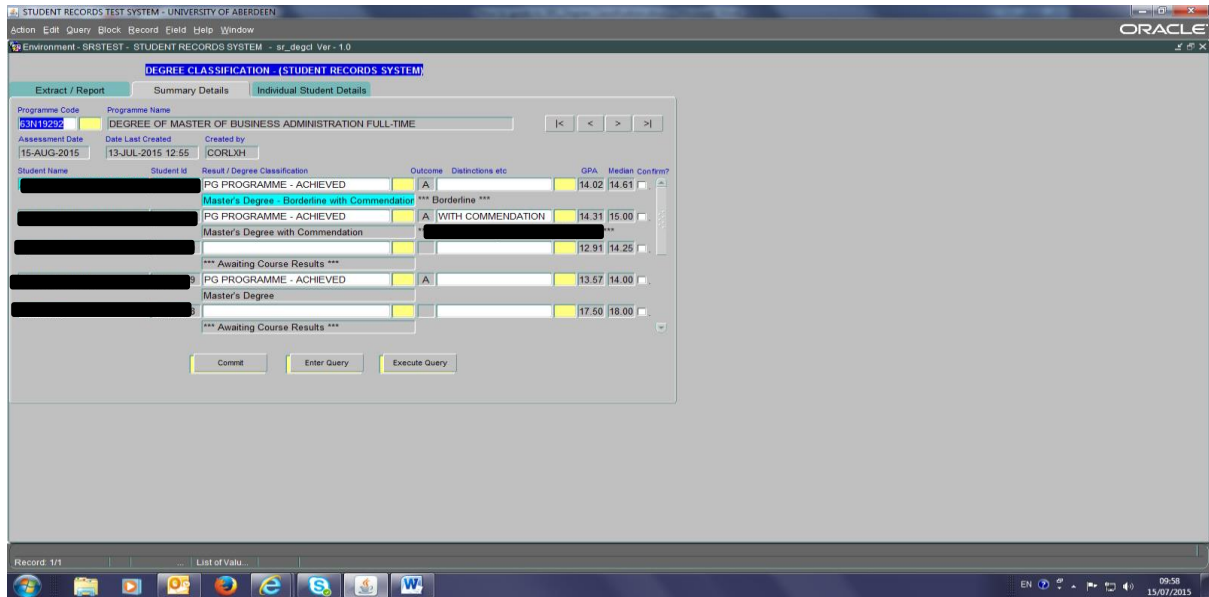 STUDENT RECORDS TEST SYSTEM - UNIVERSITY OF ABERDEEN
Action Edit Query Block Record Field Help Window
ORACLE
Environment - SRSTEST - STUDENT RECORDS SYSTEM - sr_degcl Ver - 1.0
DEGREE CLASSIFICATION - (STUDENT RECORDS SYSTEM)
Extract / Report Summary Details Individual Student Details
Programme Code Programme Name
63N19292 DEGREE OF MASTER OF BUSINESS ADMINISTRATION FULL-TIME |< < > >|
Assessment Date Date Last Created Created by
15-AUG-2015 13-JUL-2015 12:55 CORLXH
Student Name Student Id Result / Degree Classification Outcome Distinctions etc GPA Median Confirm?
PG PROGRAMME - ACHIEVED A 14.02 14.61
Master's Degree - Borderline with Commendation *** Borderline ***
PG PROGRAMME - ACHIEVED A WITH COMMENDATION 14.31 15.00
Master's Degree with Commendation * ***
12.91 14.25
*** Awaiting Course Results ***
9 PG PROGRAMME - ACHIEVED A 13.57 14.00
Master's Degree
17.50 18.00
*** Awaiting Course Results ***
Commit Enter Query Execute Query
Record: 1/1 ... List of Valu...
EN 09:58
15/07/2015